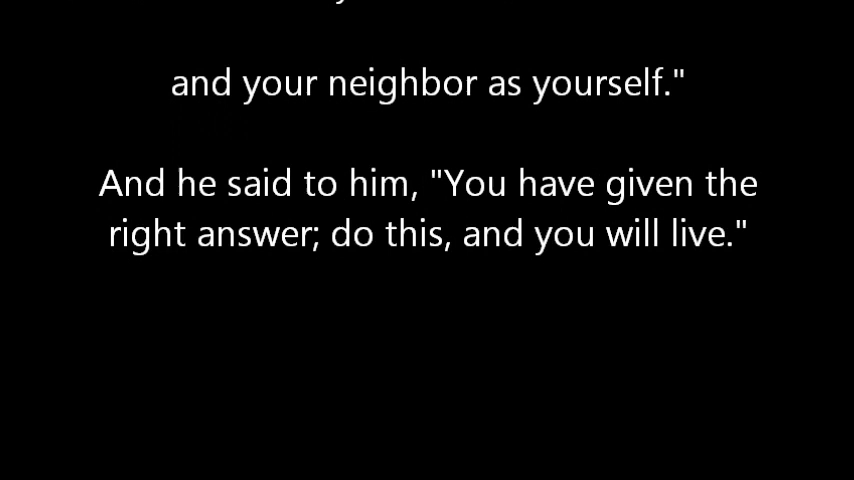 and your neighbor as yourself."
And he said to him, "You have given the
right answer; do this, and you will live."